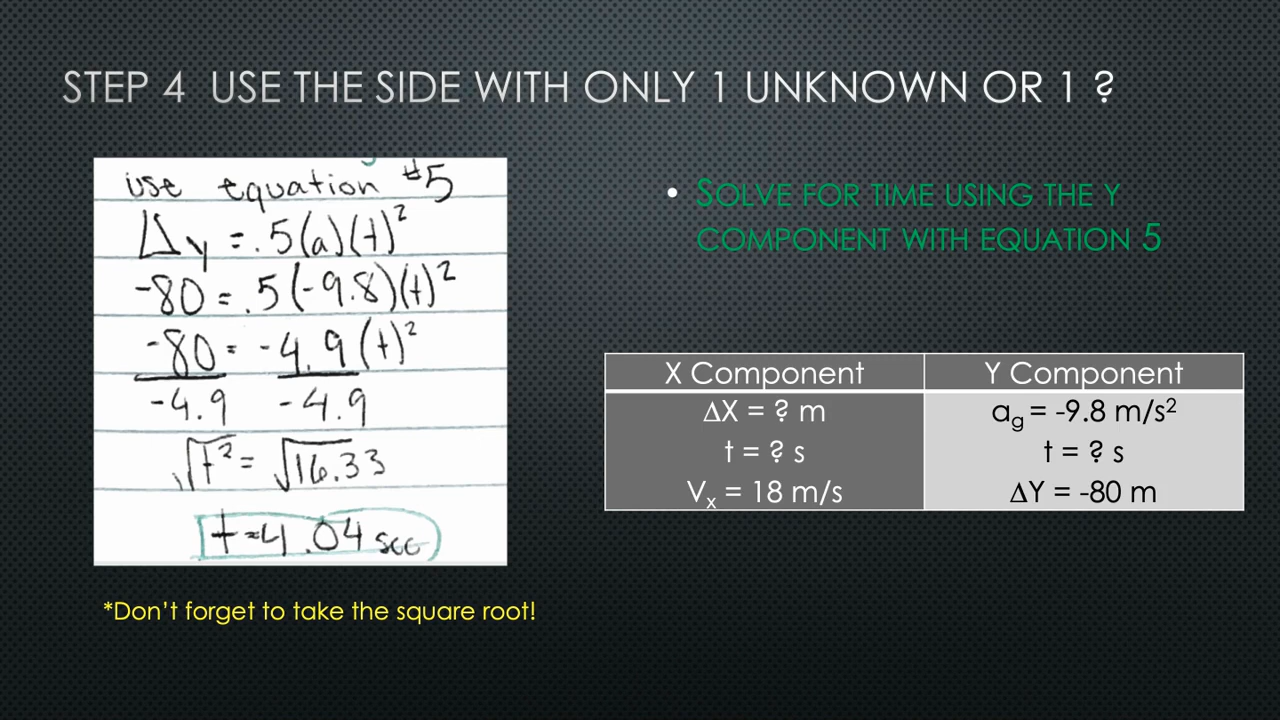 STEP 4 USE THE SIDE WITH ONLY 1 UNKNOWN OR 1 ?
use equation #5
Δy = .5(a)(t)²
-80 = .5(-9.8)(t)²
-80 = -4.9(t)²
-4.9 -4.9
√t² = √16.33
t≈4.04 sec
*Don't forget to take the square root!
• SOLVE FOR TIME USING THE Y
COMPONENT WITH EQUATION 5
X Component Y Component
ΔX = ? m ag = -9.8 m/s²
t = ? s t = ? s
Vx = 18 m/s ΔY = -80 m